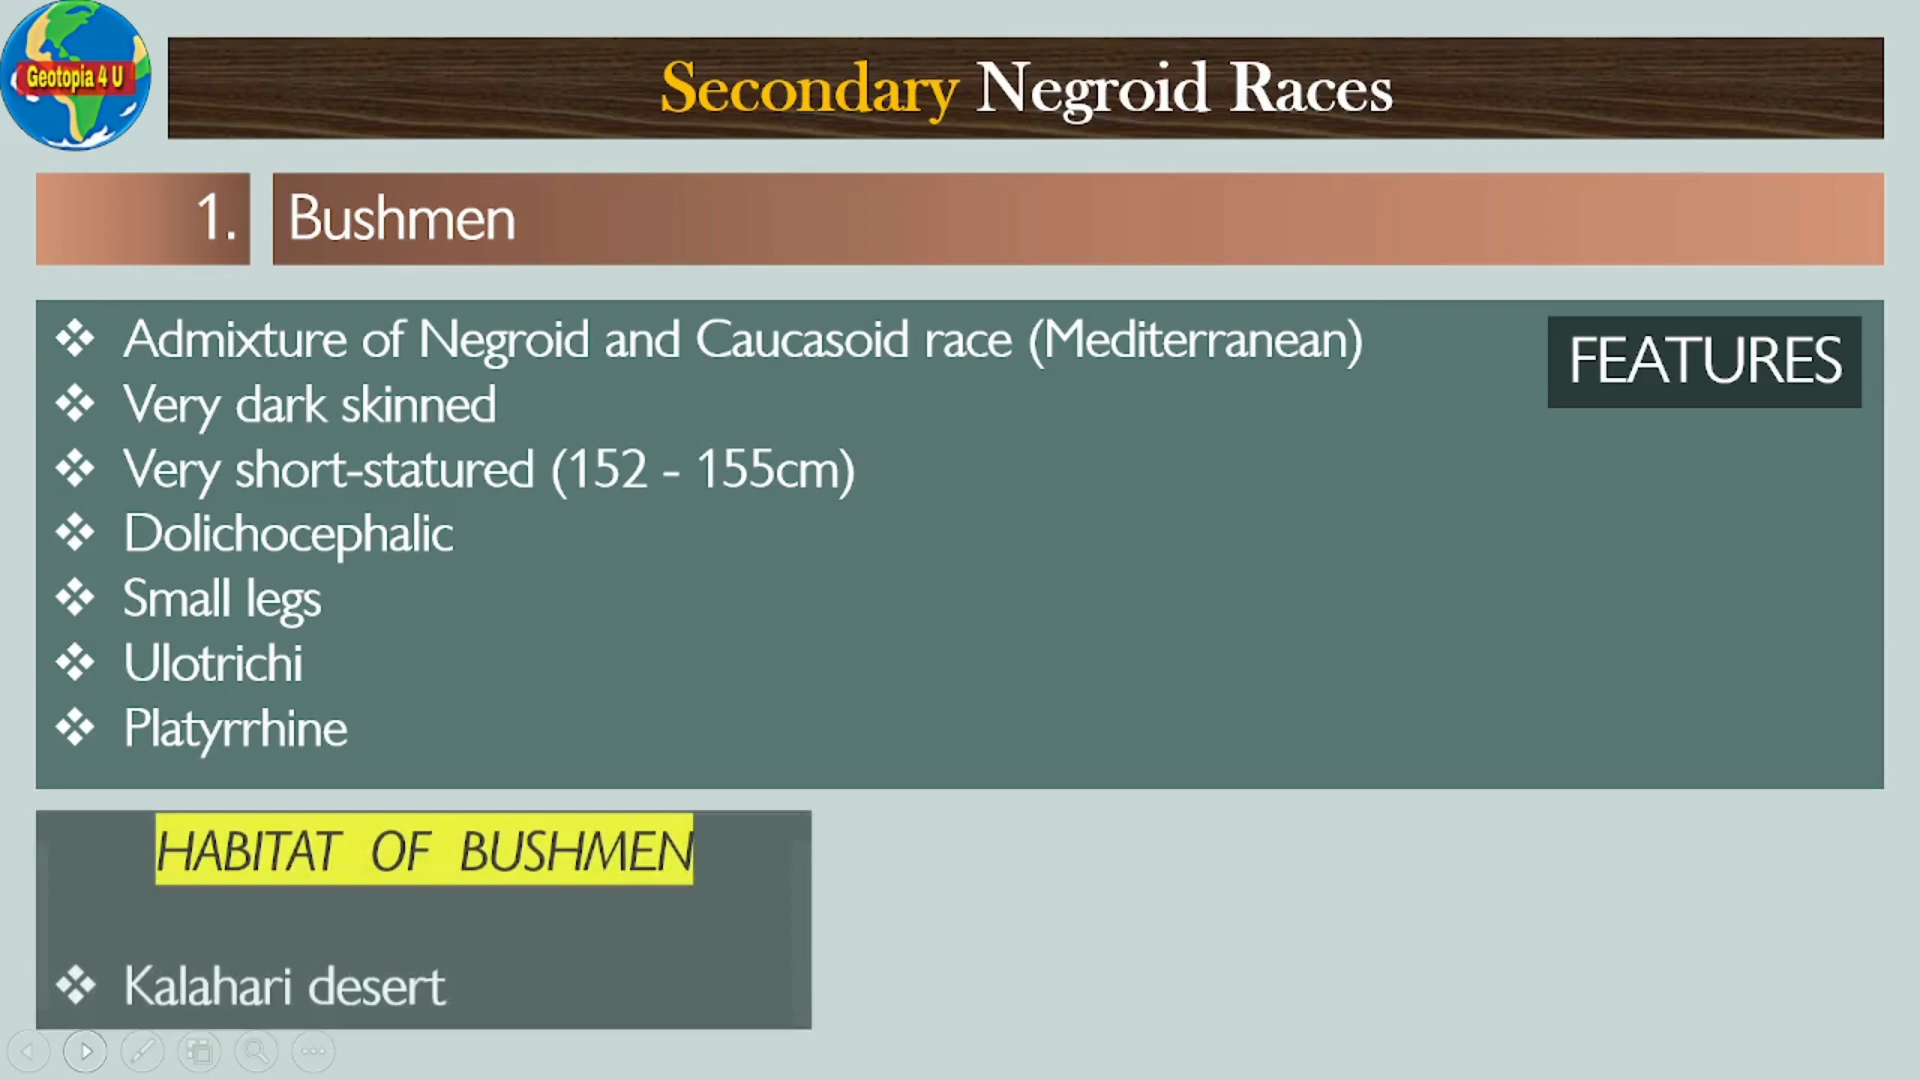 Geotopia 4 U
Secondary Negroid Races
1. Bushmen
FEATURES
❖ Admixture of Negroid and Caucasoid race (Mediterranean)
❖ Very dark skinned
❖ Very short-statured (152 - 155cm)
❖ Dolichocephalic
❖ Small legs
❖ Ulotrichi
❖ Platyrrhine
HABITAT OF BUSHMEN
❖ Kalahari desert